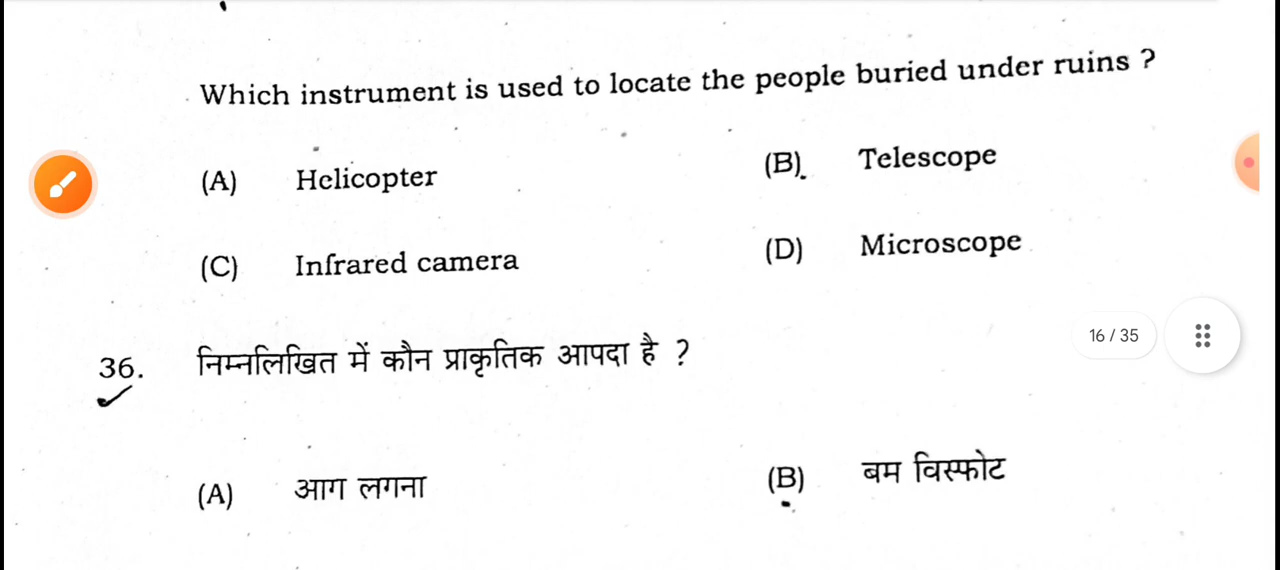 Which instrument is used to locate the people buried under ruins ?
(A) Helicopter (B) Telescope
(C) Infrared camera (D) Microscope
16 / 35
36. निम्नलिखित में कौन प्राकृतिक आपदा है ?
(A) आग लगना (B) बम विस्फोट